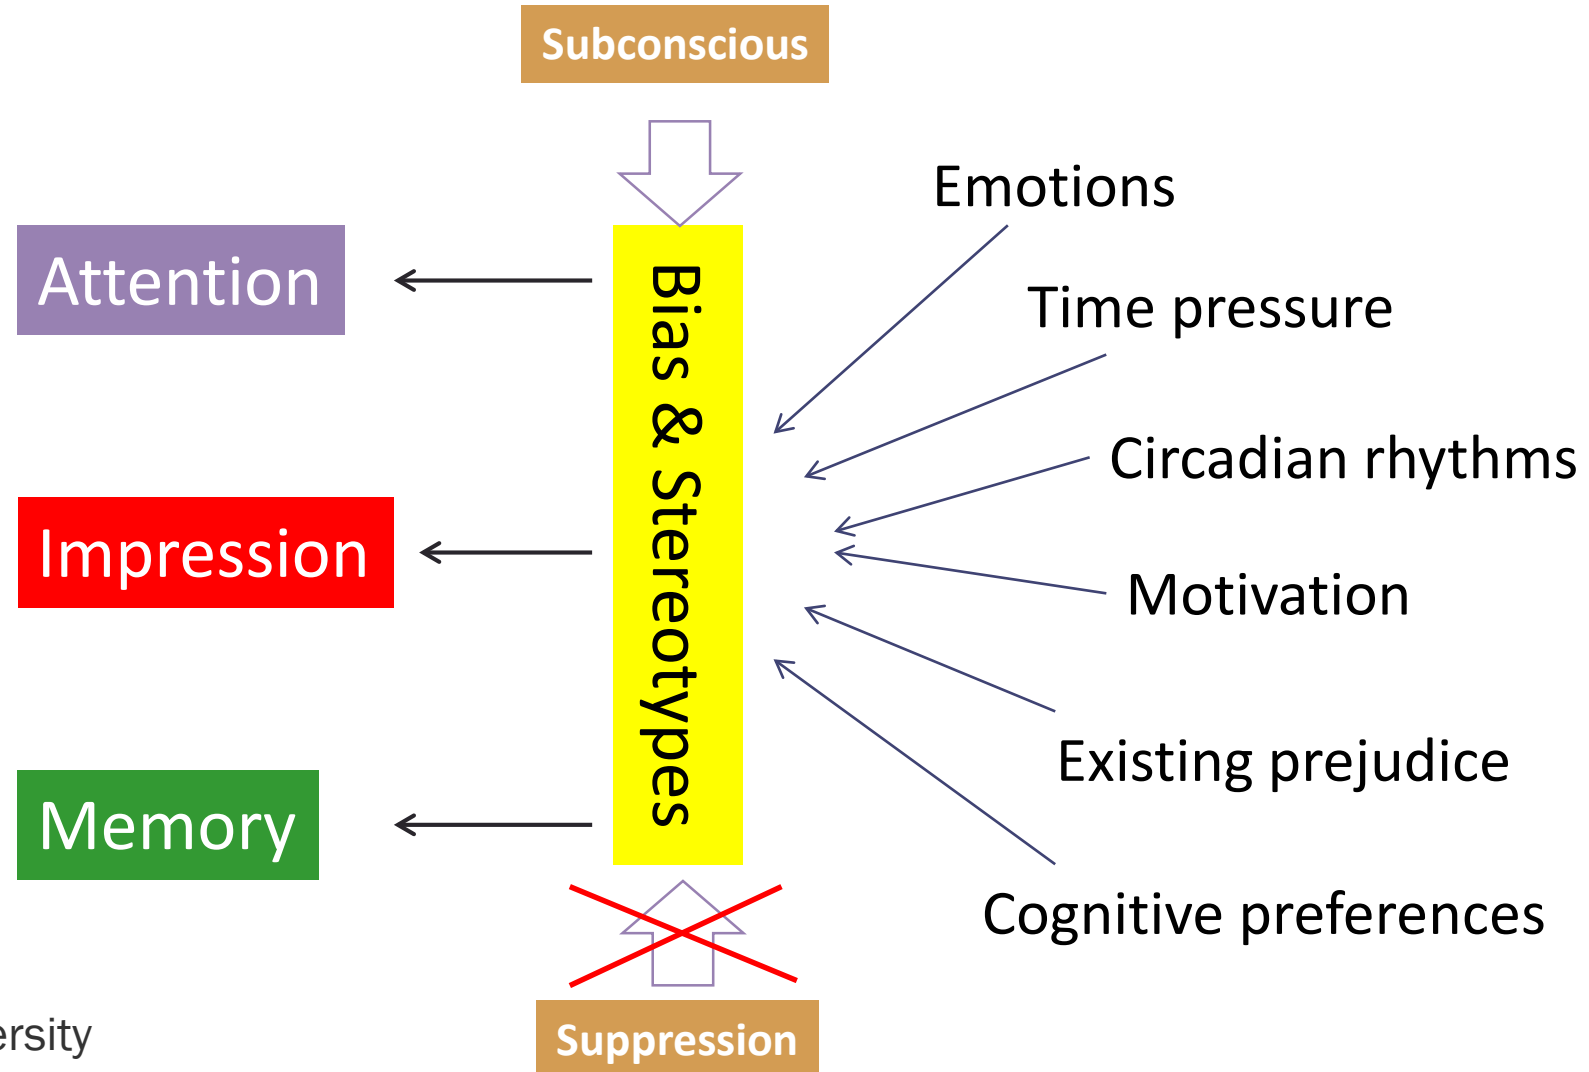 Subconscious
Emotions
Time pressure
Circadian rhythms
Motivation
Existing prejudice
Cognitive preferences
Bias & Stereotypes
Attention
Impression
Memory
Suppression
ersity